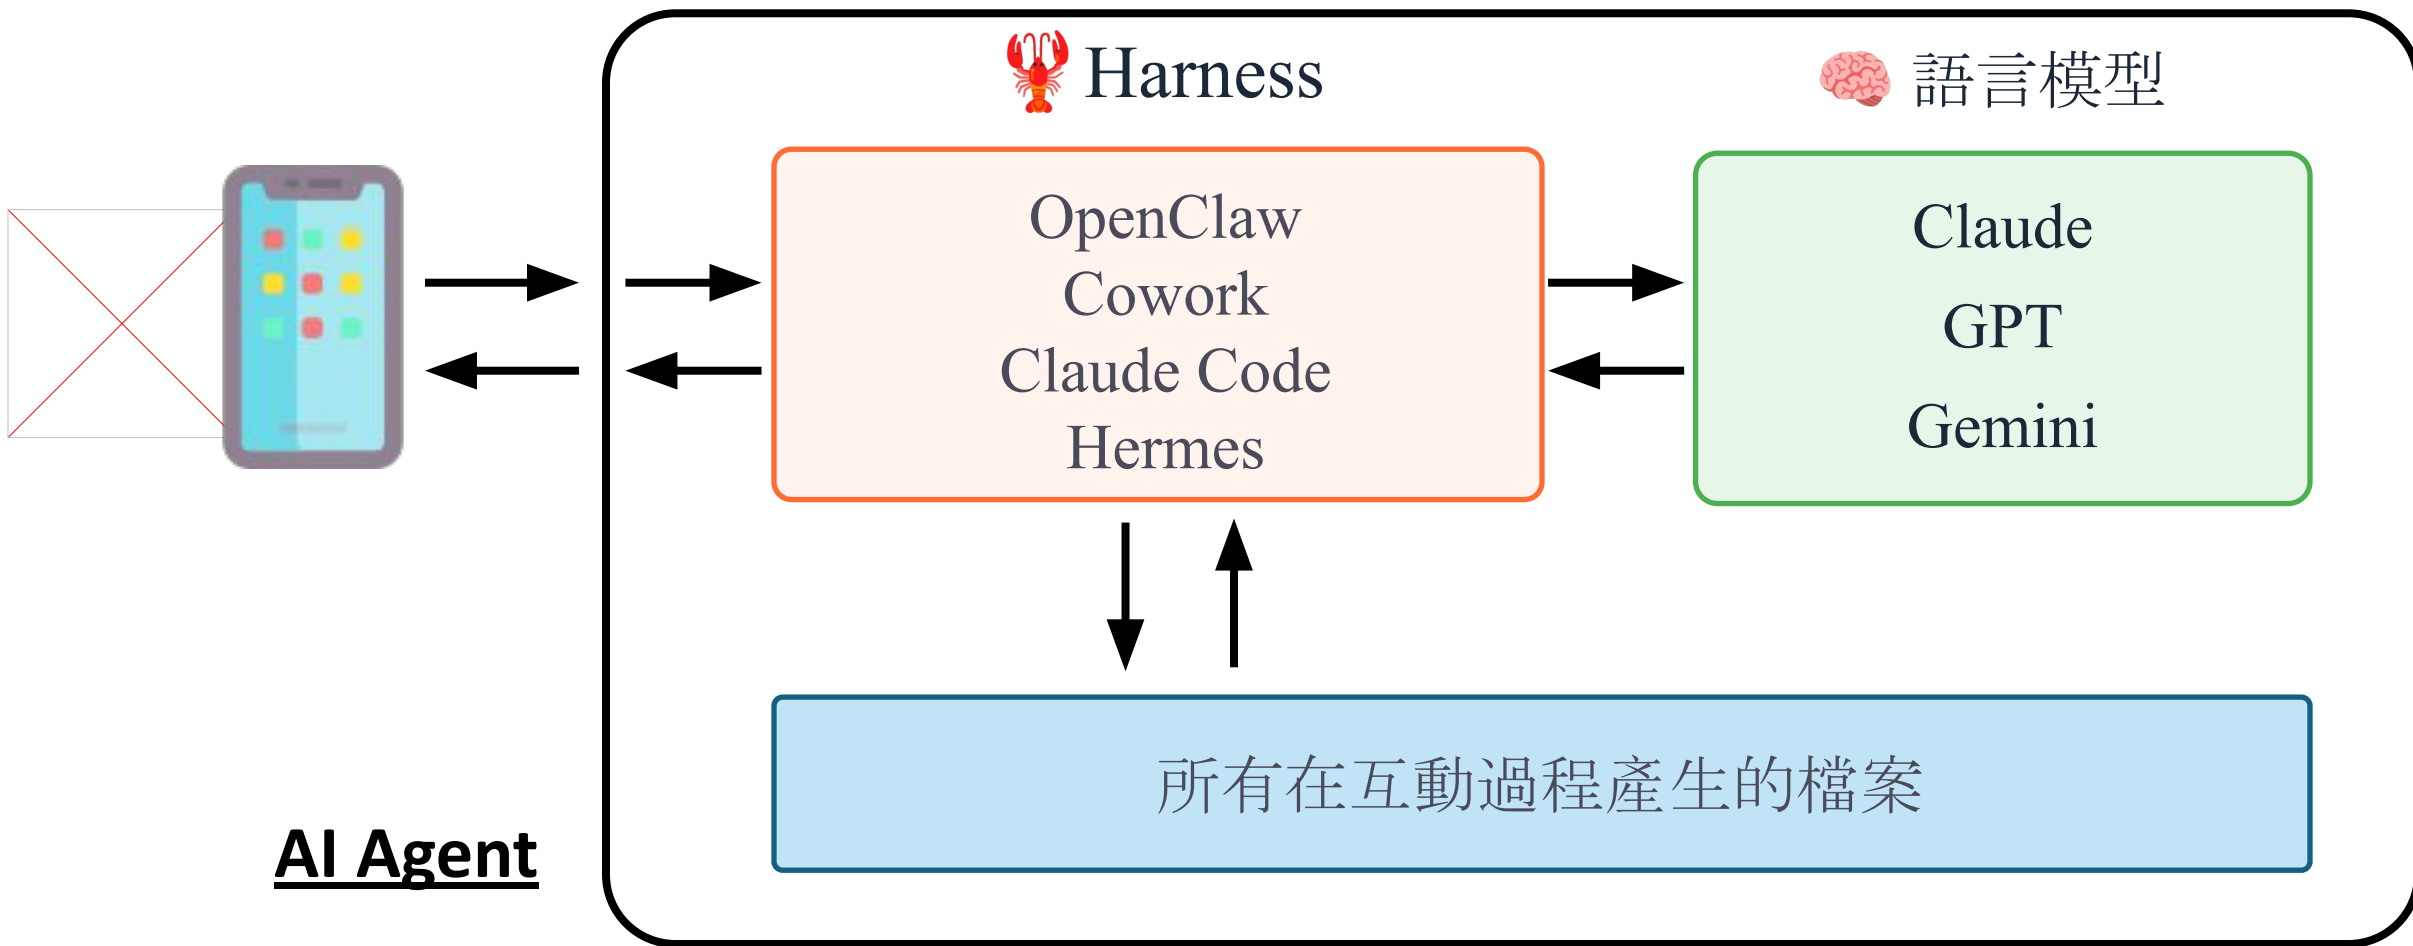 Harness
語言模型
OpenClaw
Cowork
Claude Code
Hermes
Claude
GPT
Gemini
所有在互動過程產生的檔案
AI Agent